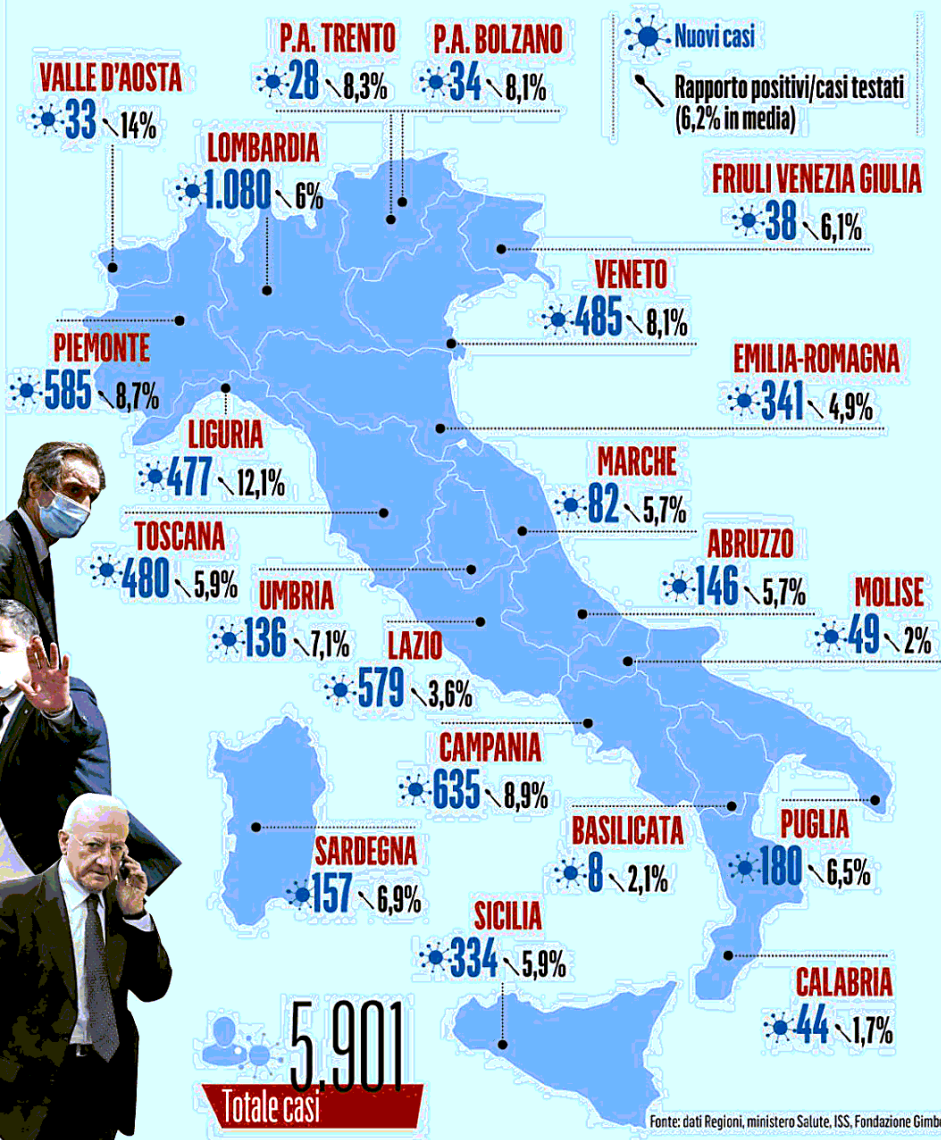 P.A. TRENTO
28 8,3%
P.A. BOLZANO
34 8,1%
Nuovi casi
Rapporto positivi/casi testati
(6,2% in media)
VALLE D'AOSTA
33 14%
LOMBARDIA
1.080 6%
FRIULI VENEZIA GIULIA
38 6,1%
VENETO
485 8,1%
PIEMONTE
585 8,7%
EMILIA-ROMAGNA
341 4,9%
LIGURIA
477 12,1%
MARCHE
82 5,7%
TOSCANA
480 5,9%
ABRUZZO
146 5,7%
UMBRIA
136 7,1%
MOLISE
49 2%
LAZIO
579 3,6%
CAMPANIA
635 8,9%
BASILICATA
8 2,1%
PUGLIA
180 6,5%
SARDEGNA
157 6,9%
SICILIA
334 5,9%
CALABRIA
44 1,7%
5.901
Totale casi
Fonte: dati Regioni, ministero Salute, ISS, Fondazione Gimbe